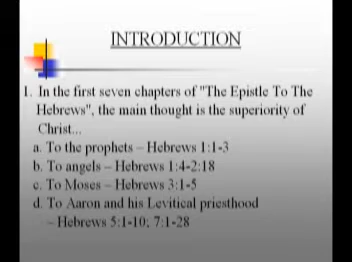 INTRODUCTION
1. In the first seven chapters of "The Epistle To The
Hebrews", the main thought is the superiority of
Christ...
a. To the prophets – Hebrews 1:1-3
b. To angels – Hebrews 1:4-2:18
c. To Moses – Hebrews 3:1-5
d. To Aaron and his Levitical priesthood
– Hebrews 5:1-10; 7:1-28